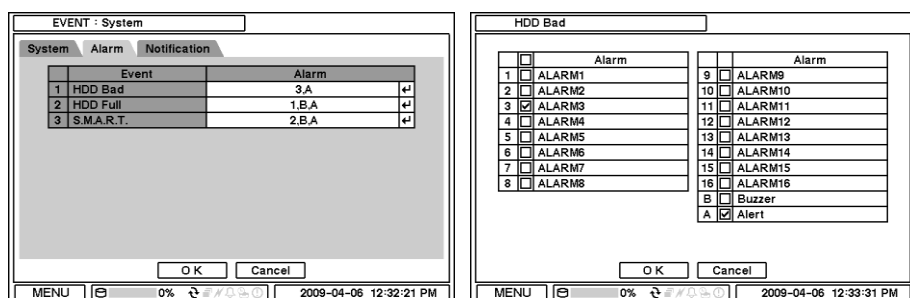 EVENT : System
System Alarm Notification
Event Alarm
1 HDD Bad 3,A
2 HDD Full 1,B,A
3 S.M.A.R.T. 2,B,A
OK Cancel
MENU 0% 2009-04-06 12:32:21 PM
HDD Bad
Alarm
1 ALARM1
2 ALARM2
3 ALARM3
4 ALARM4
5 ALARM5
6 ALARM6
7 ALARM7
8 ALARM8
Alarm
9 ALARM9
10 ALARM10
11 ALARM11
12 ALARM12
13 ALARM13
14 ALARM14
15 ALARM15
16 ALARM16
B Buzzer
A Alert
OK Cancel
MENU 0% 2009-04-06 12:33:31 PM